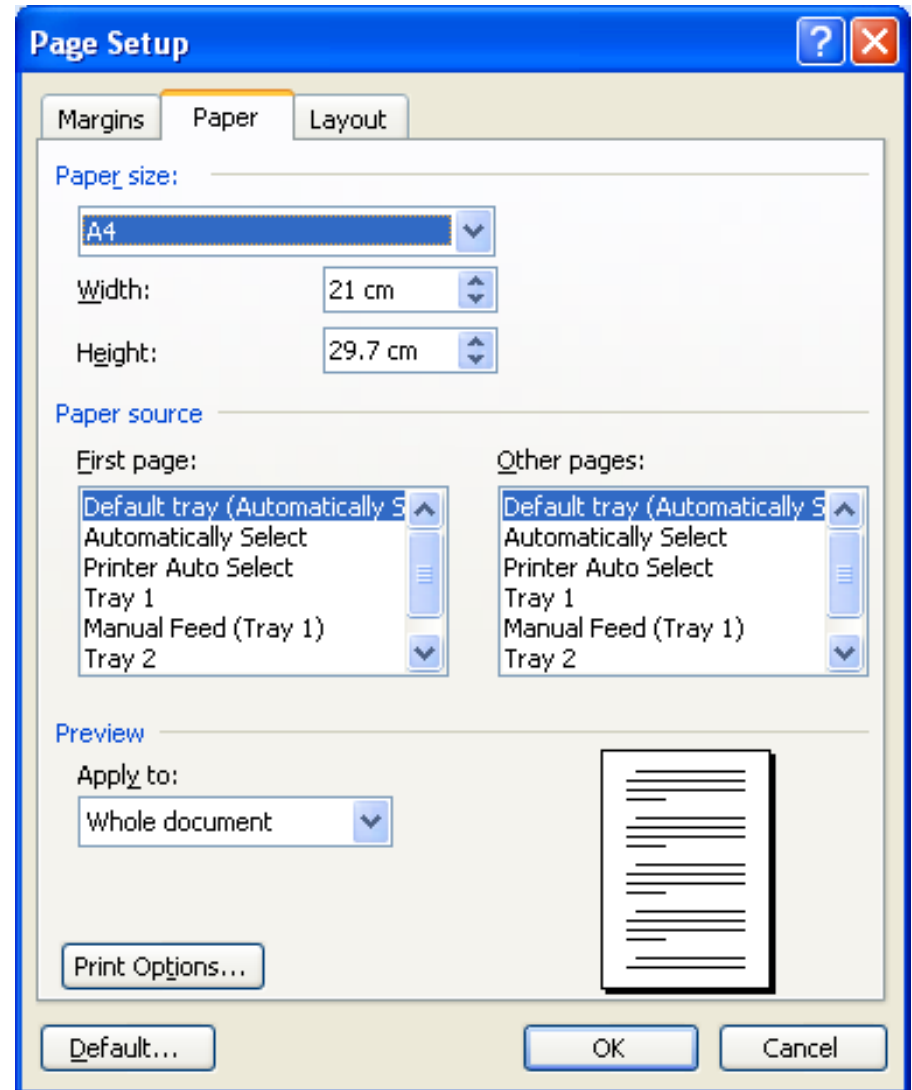 Page Setup
Margins Paper Layout
Paper size:
A4
Width: 21 cm
Height: 29.7 cm
Paper source
First page: Other pages:
Default tray (Automatically S Default tray (Automatically S
Automatically Select Automatically Select
Printer Auto Select Printer Auto Select
Tray 1 Tray 1
Manual Feed (Tray 1) Manual Feed (Tray 1)
Tray 2 Tray 2
Preview
Apply to:
Whole document
Print Options...
Default... OK Cancel